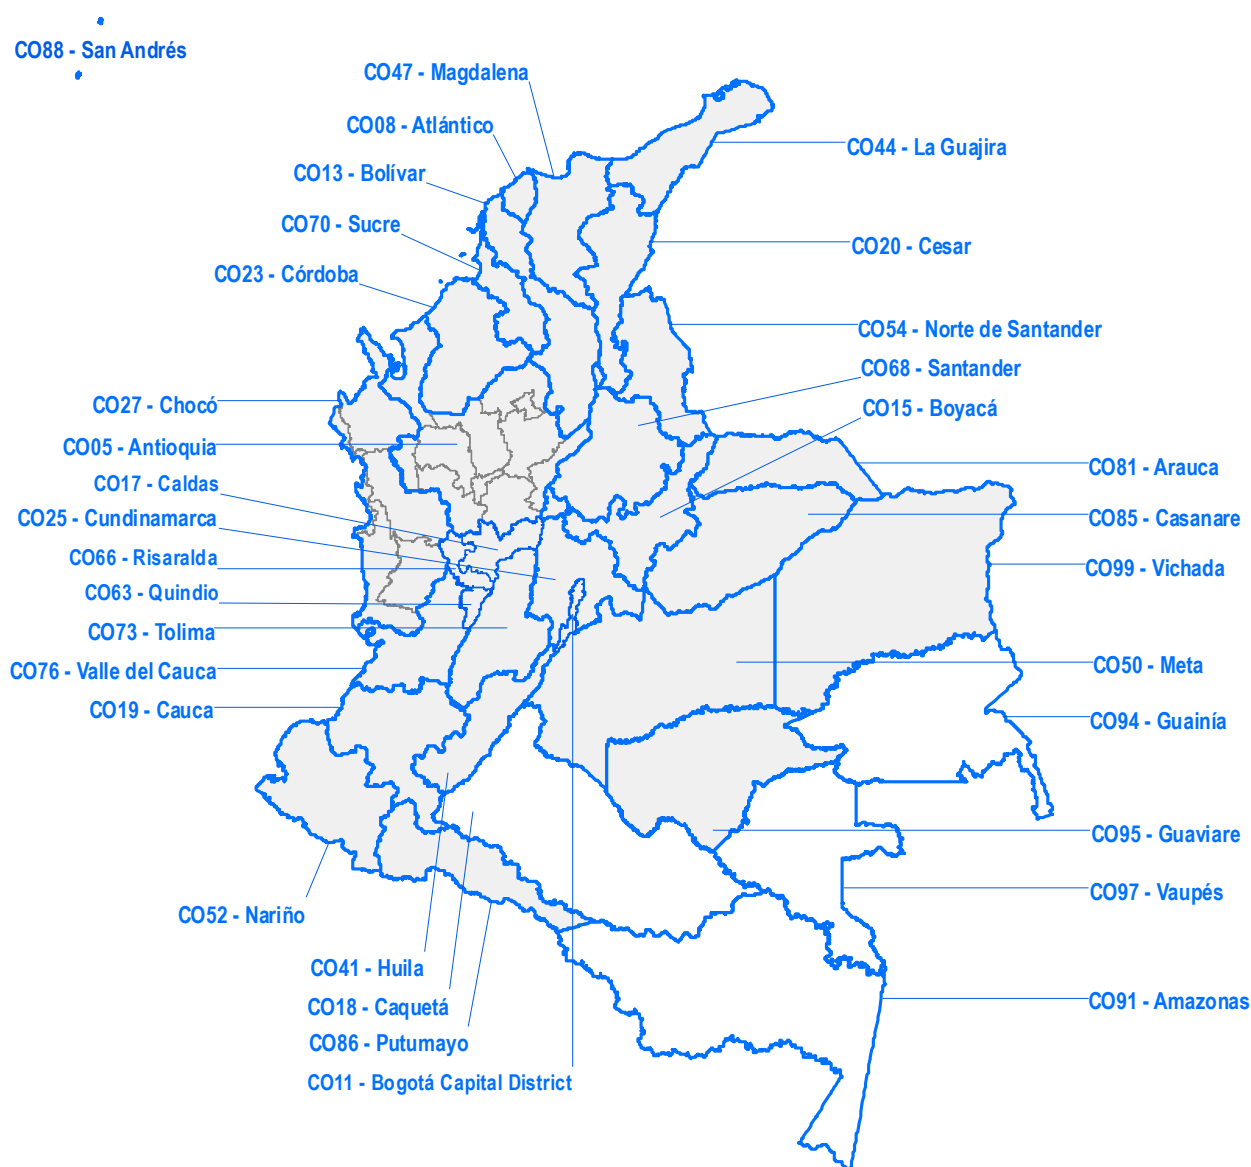 CO88 - San Andrés
CO47 - Magdalena
CO08 - Atlántico
CO44 - La Guajira
CO13 - Bolívar
CO70 - Sucre
CO20 - Cesar
CO23 - Córdoba
CO54 - Norte de Santander
CO68 - Santander
CO27 - Chocó
CO15 - Boyacá
CO05 - Antioquia
CO81 - Arauca
CO17 - Caldas
CO25 - Cundinamarca
CO85 - Casanare
CO66 - Risaralda
CO99 - Vichada
CO63 - Quindio
CO73 - Tolima
CO76 - Valle del Cauca
CO50 - Meta
CO19 - Cauca
CO94 - Guainía
CO95 - Guaviare
CO97 - Vaupés
CO52 - Nariño
CO41 - Huila
CO18 - Caquetá
CO91 - Amazonas
CO86 - Putumayo
CO11 - Bogotá Capital District